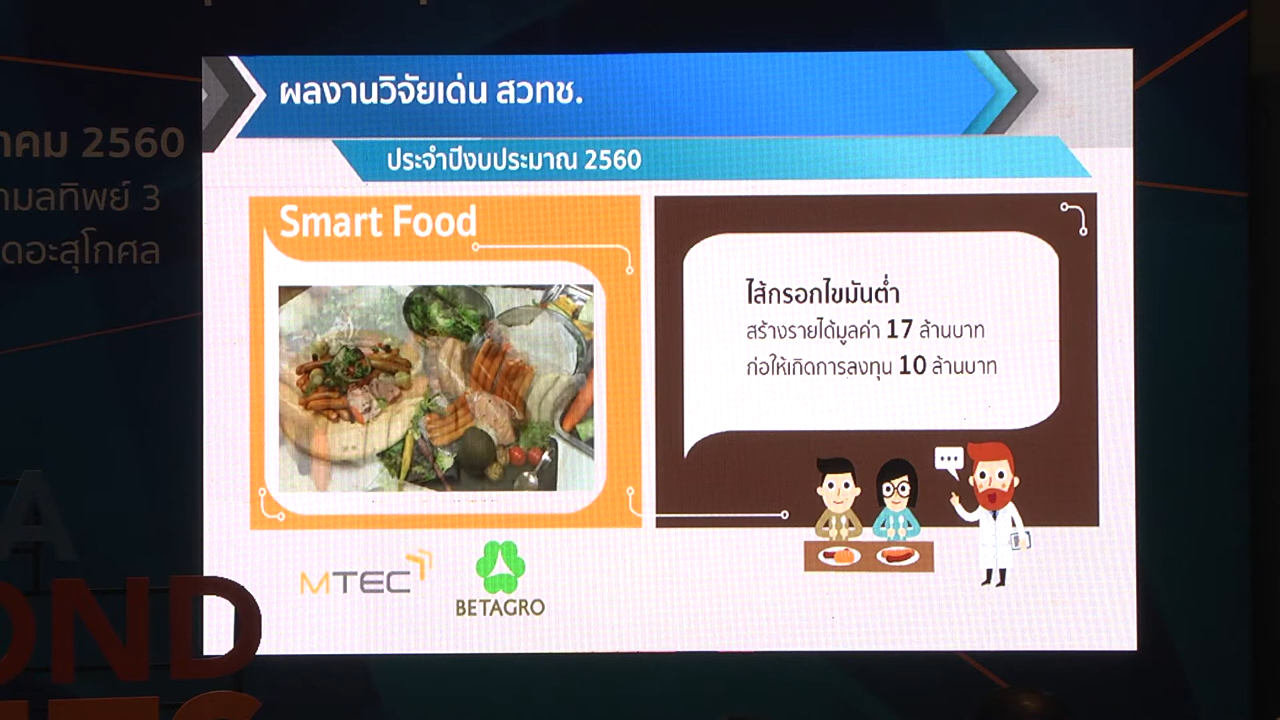 ผลงานวิจัยเด่น สวทช.
ประจำปีงบประมาณ 2560
Smart Food
ไส้กรอกไขมันต่ำ
สร้างรายได้มูลค่า 17 ล้านบาท
ก่อให้เกิดการลงทุน 10 ล้านบาท
MTEC
BETAGRO
าคม 2560
กมลทิพย์ 3
ดอะสุโกศล
A
OND